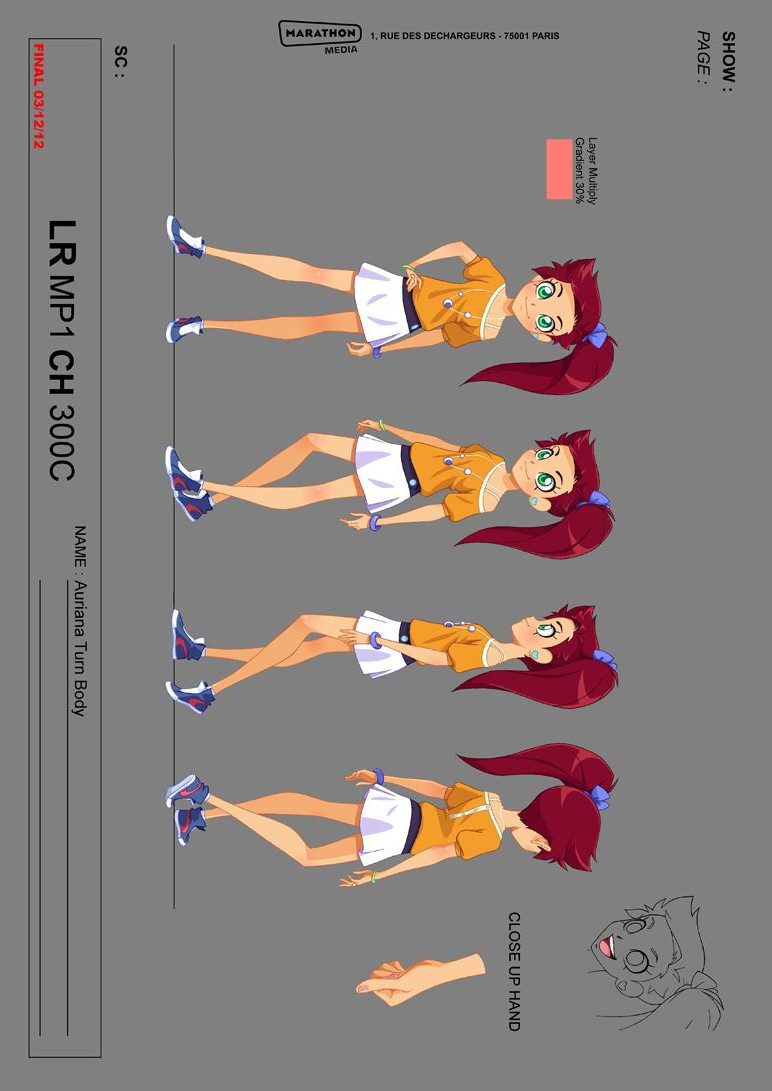 MARATHON
MEDIA
1, RUE DES DECHARGEURS - 75001 PARIS
SHOW :
PAGE :
SC :
Layer Multiply
Gradient 30%
CLOSE UP HAND
NAME : Auriana Turn Body
LR MP1 CH 300C
FINAL 03/12/12